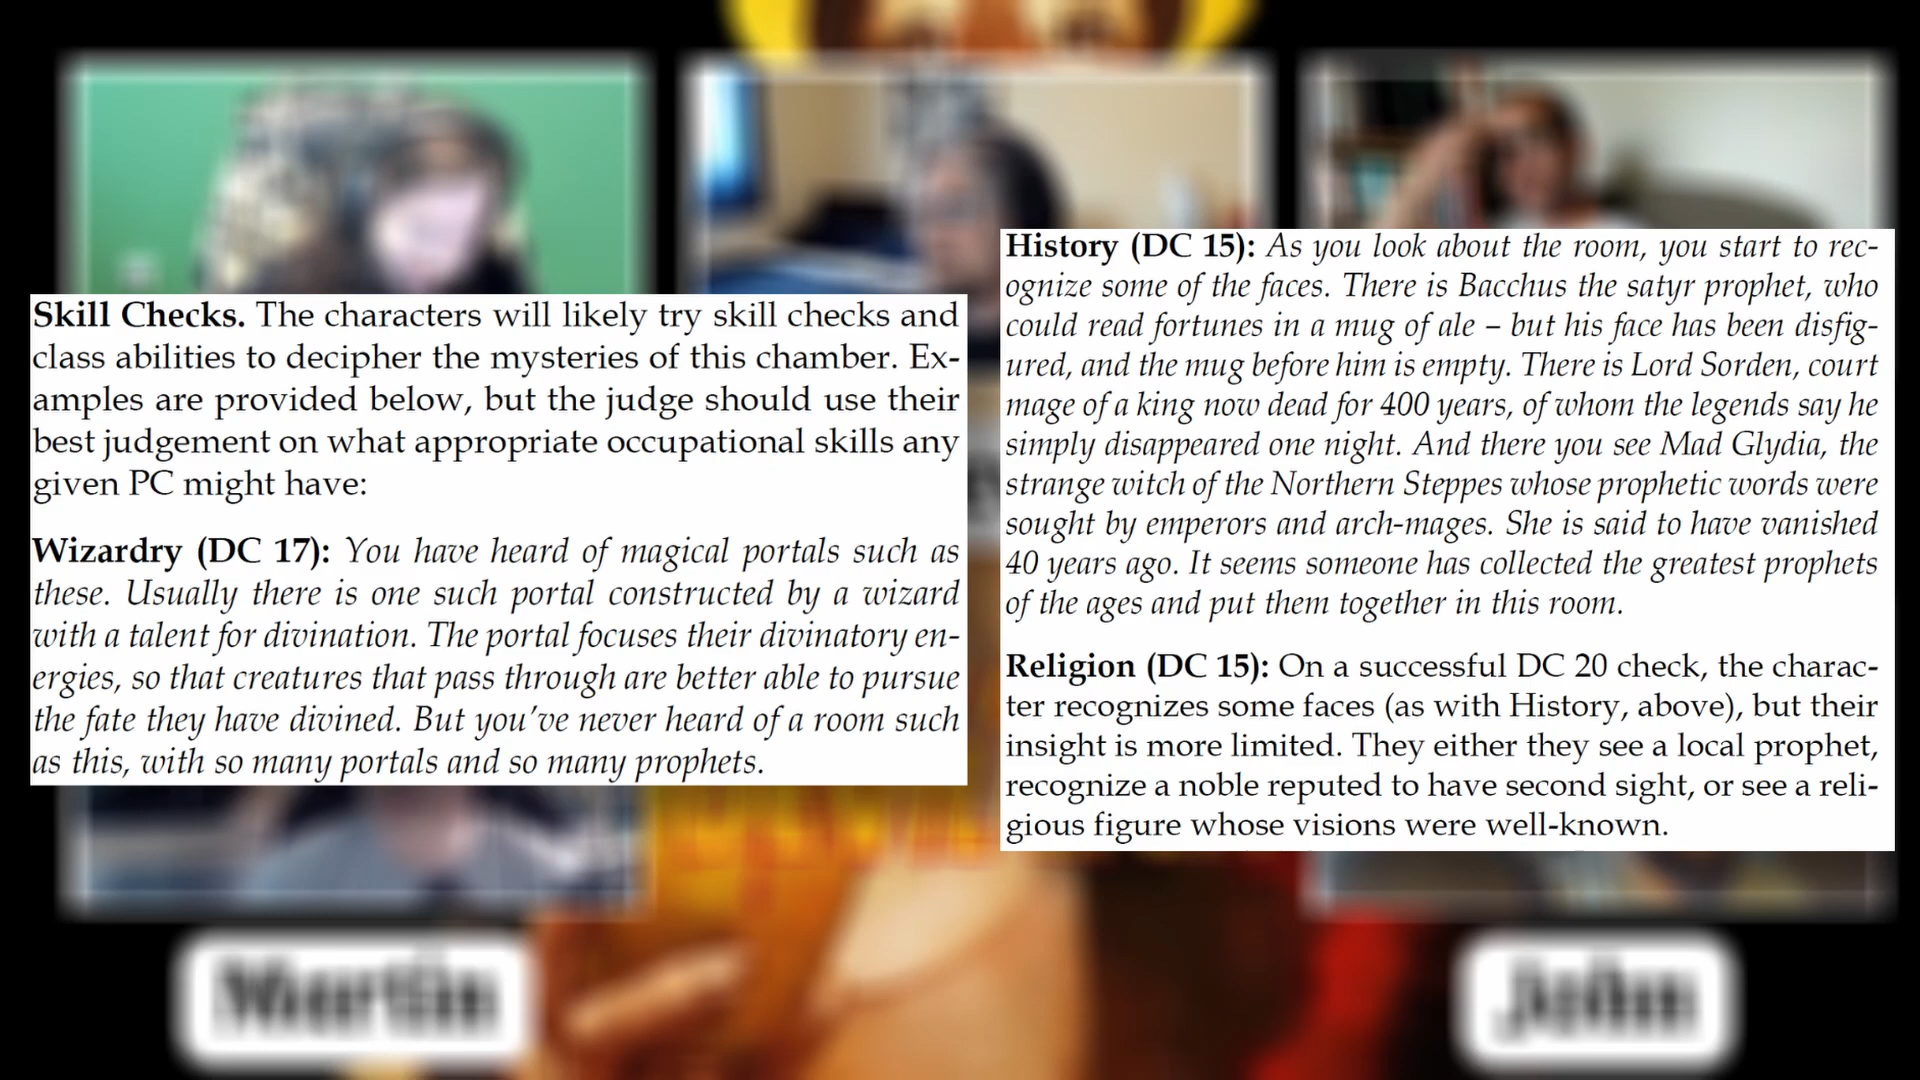 Skill Checks. The characters will likely try skill checks and
class abilities to decipher the mysteries of this chamber. Ex-
amples are provided below, but the judge should use their
best judgement on what appropriate occupational skills any
given PC might have:
Wizardry (DC 17): You have heard of magical portals such as
these. Usually there is one such portal constructed by a wizard
with a talent for divination. The portal focuses their divinatory en-
ergies, so that creatures that pass through are better able to pursue
the fate they have divined. But you've never heard of a room such
as this, with so many portals and so many prophets.
History (DC 15): As you look about the room, you start to rec-
ognize some of the faces. There is Bacchus the satyr prophet, who
could read fortunes in a mug of ale – but his face has been disfig-
ured, and the mug before him is empty. There is Lord Sorden, court
mage of a king now dead for 400 years, of whom the legends say he
simply disappeared one night. And there you see Mad Glydia, the
strange witch of the Northern Steppes whose prophetic words were
sought by emperors and arch-mages. She is said to have vanished
40 years ago. It seems someone has collected the greatest prophets
of the ages and put them together in this room.
Religion (DC 15): On a successful DC 20 check, the charac-
ter recognizes some faces (as with History, above), but their
insight is more limited. They either they see a local prophet,
recognize a noble reputed to have second sight, or see a reli-
gious figure whose visions were well-known.
Martin
John